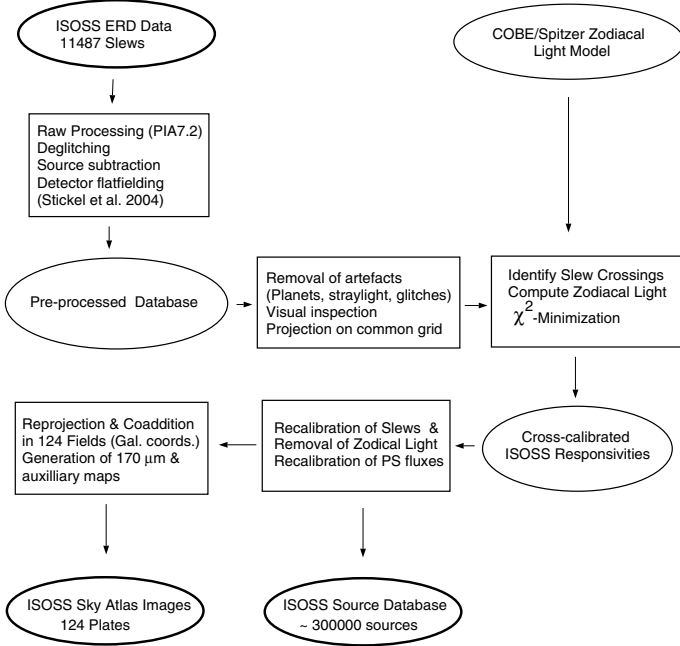 ISOSS ERD Data
11487 Slews
COBE/Spitzer Zodiacal
Light Model
Raw Processing (PIA7.2)
Deglitching
Source subtraction
Detector flatfielding
(Stickel et al. 2004)
Pre-processed Database
Removal of artefacts
(Planets, straylight, glitches)
Visual inspection
Projection on common grid
Identify Slew Crossings
Compute Zodiacal Light
χ²-Minimization
Cross-calibrated
ISOSS Responsivities
Recalibration of Slews &
Removal of Zodical Light
Recalibration of PS fluxes
Reprojection & Coaddition
in 124 Fields (Gal. coords.)
Generation of 170 μm &
auxilliary maps
ISOSS Sky Atlas Images
124 Plates
ISOSS Source Database
~ 300000 sources